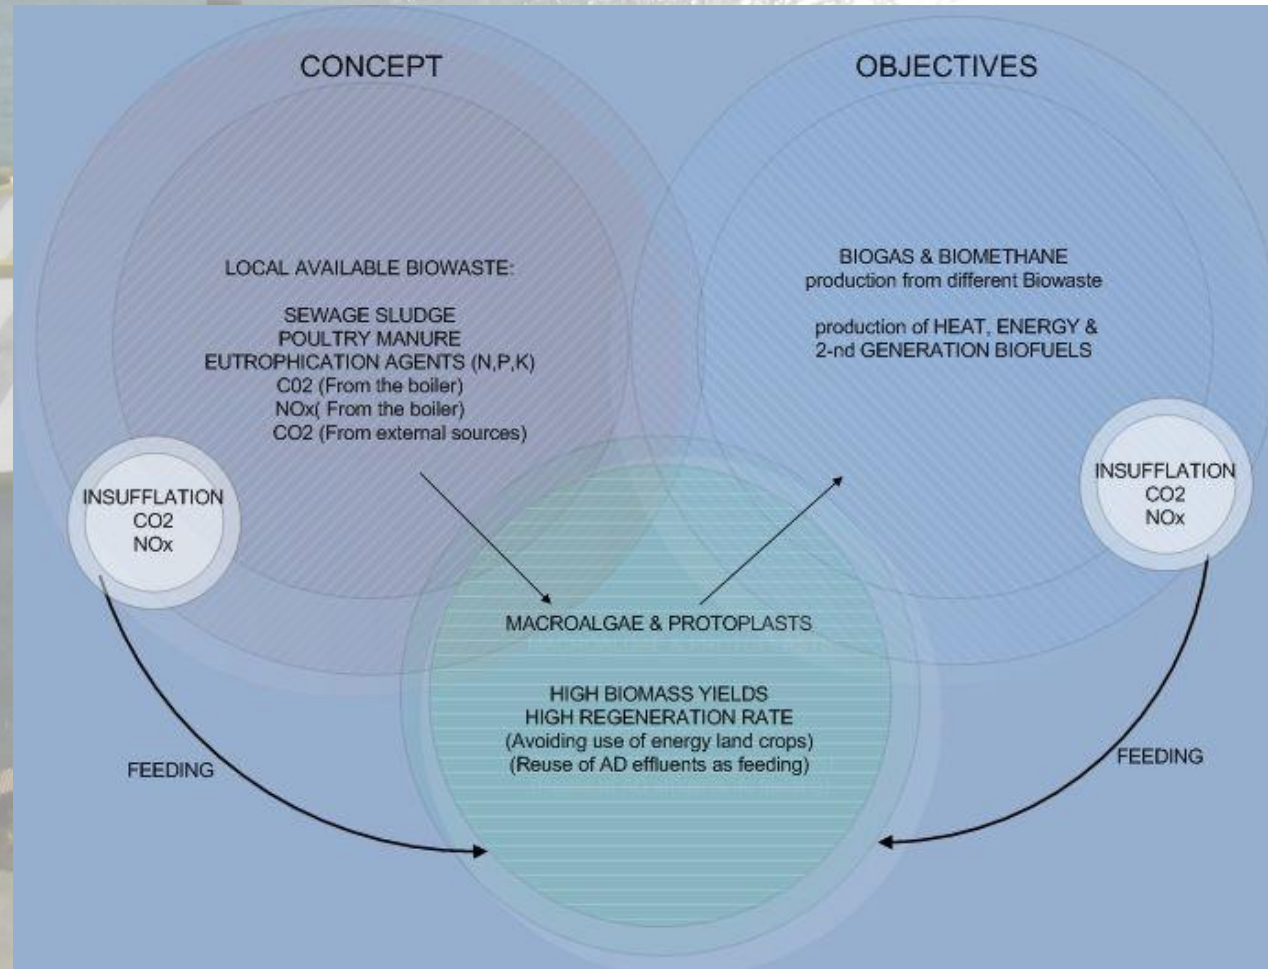 CONCEPT
LOCAL AVAILABLE BIOWASTE:
SEWAGE SLUDGE
POULTRY MANURE
EUTROPHICATION AGENTS (N,P,K)
C02 (From the boiler)
NOx( From the boiler)
CO2 (From external sources)
INSUFFLATION
CO2
NOx
FEEDING
OBJECTIVES
BIOGAS & BIOMETHANE
production from different Biowaste
production of HEAT, ENERGY &
2-nd GENERATION BIOFUELS
INSUFFLATION
CO2
NOx
FEEDING
MACROALGAE & PROTOPLASTS
HIGH BIOMASS YIELDS
HIGH REGENERATION RATE
(Avoiding use of energy land crops)
(Reuse of AD effluents as feeding)